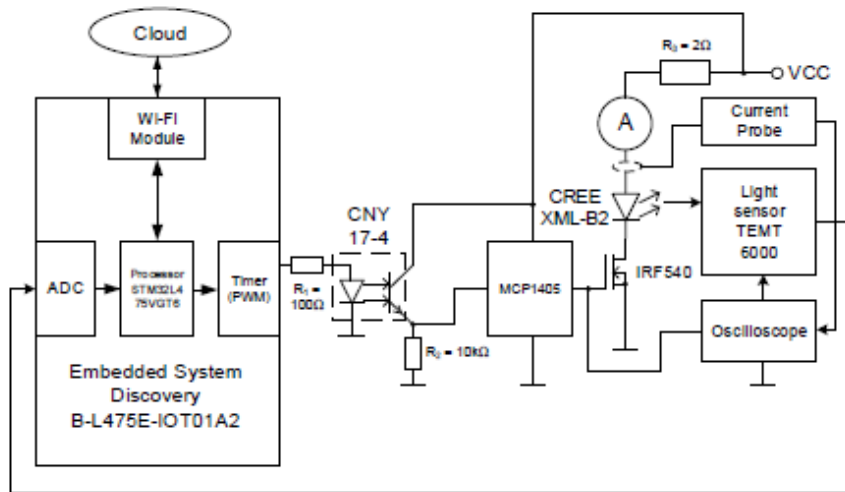 Cloud
Wi-Fi
Module
ADC
Processor
STM32L4
75VGT6
Timer
(PWM)
Embedded System
Discovery
B-L475E-IOT01A2
R₁ =
100Ω
CNY
17-4
R₂ = 10kΩ
MCP1405
R₃ = 2Ω
VCC
A
Current
Probe
CREE
XML-B2
Light
sensor
TEMT
6000
IRF540
Oscilloscope